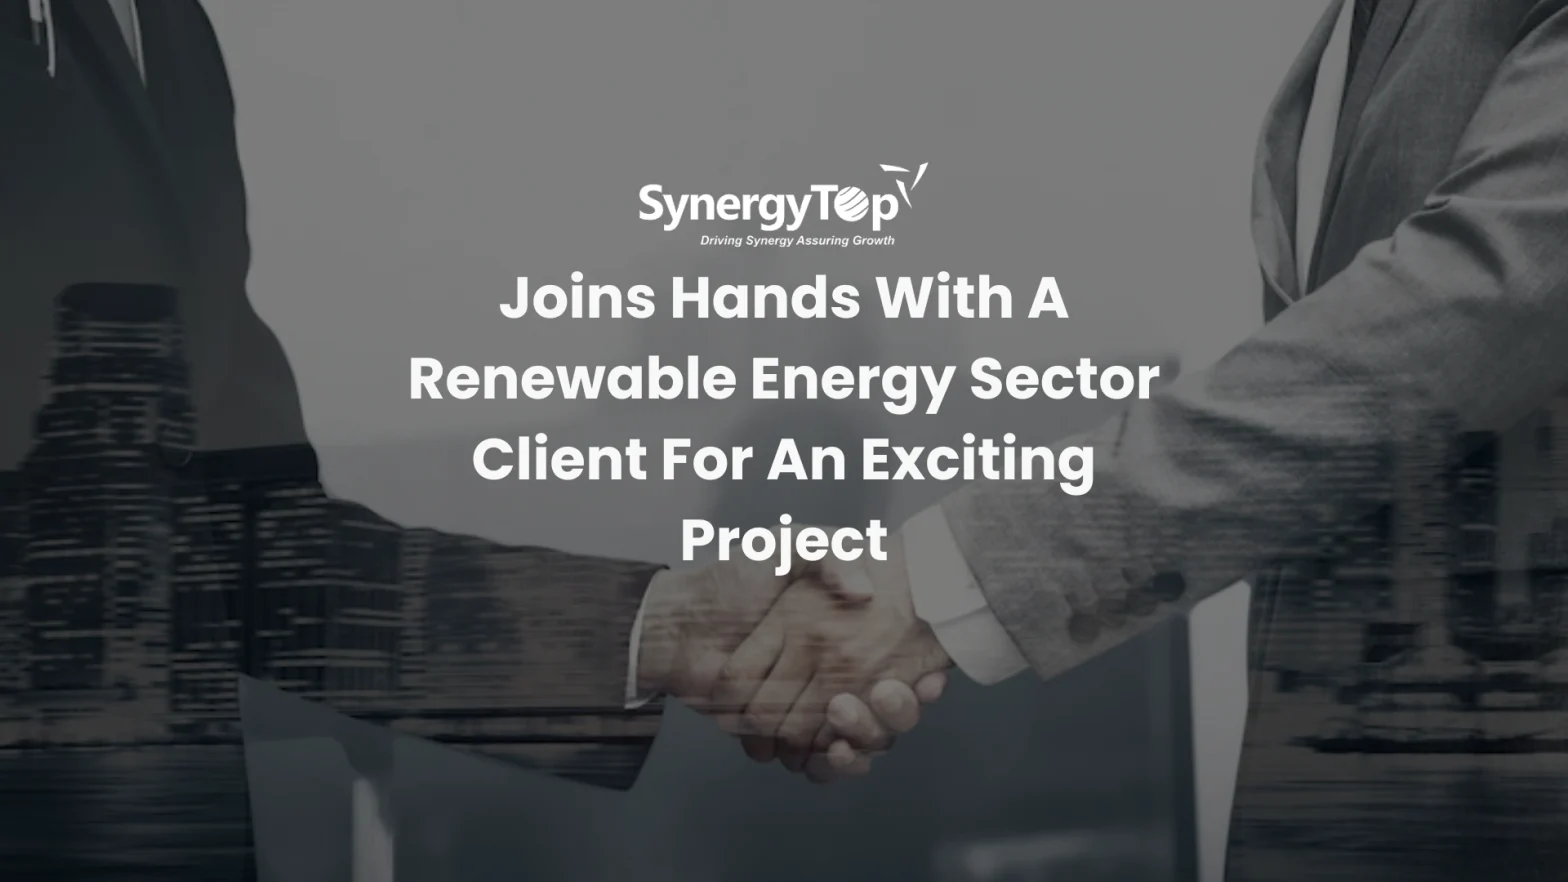 SynergyTop
Driving Synergy Assuring Growth
Joins Hands With A
Renewable Energy Sector
Client For An Exciting
Project